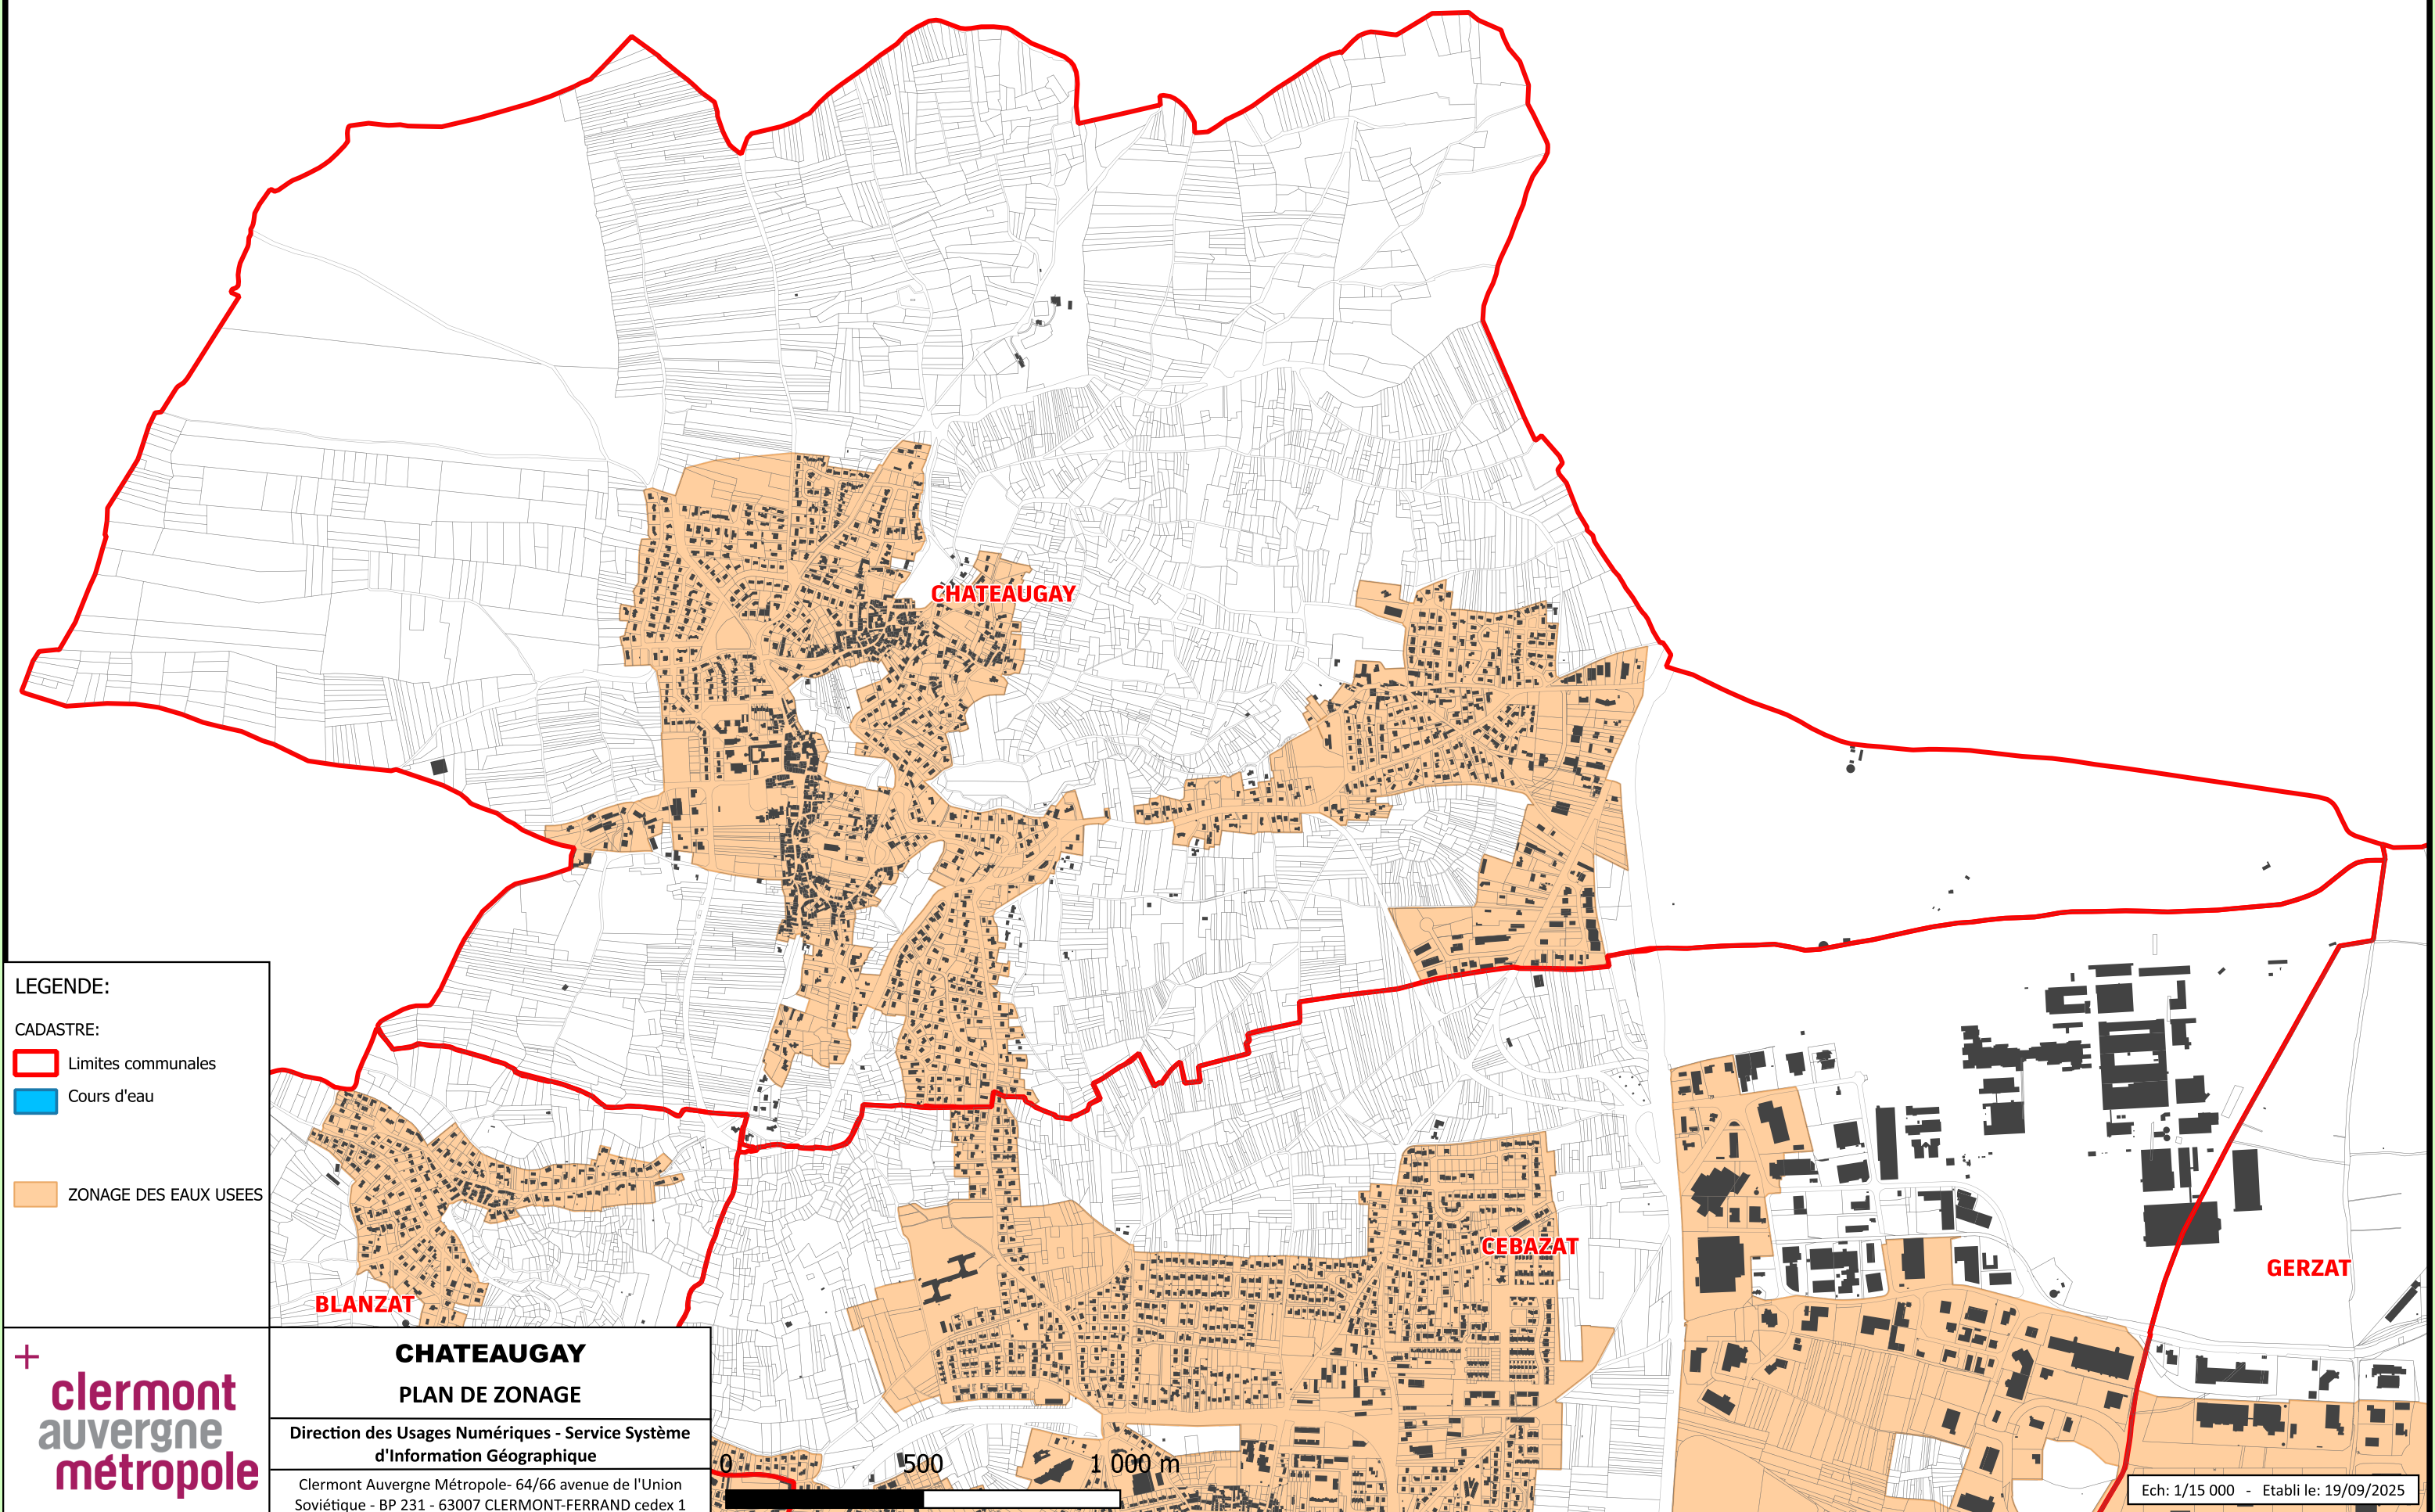 CHATEAUGAY
LEGENDE:
CADASTRE:
Limites communales
Cours d'eau
ZONAGE DES EAUX USEES
CEBAZAT
GERZAT
BLANZAT
+
clermont
auvergne
métropole
CHATEAUGAY
PLAN DE ZONAGE
Direction des Usages Numériques - Service Système
d'Information Géographique
Clermont Auvergne Métropole- 64/66 avenue de l'Union
Soviétique - BP 231 - 63007 CLERMONT-FERRAND cedex 1
0 500 1 000 m
Ech: 1/15 000 - Etabli le: 19/09/2025